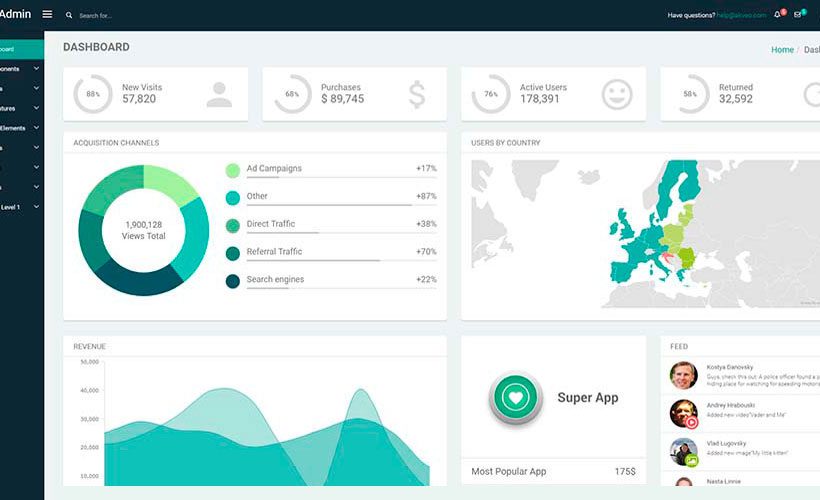 Admin
Search for...
Have questions? help@akveo.com
DASHBOARD
Home / Dash
88%
New Visits
57,820
68%
Purchases
$ 89,745
76%
Active Users
178,391
58%
Returned
32,592
ACQUISITION CHANNELS
1,900,128
Views Total
Ad Campaigns +17%
Other +87%
Direct Traffic +38%
Referral Traffic +70%
Search engines +22%
USERS BY COUNTRY
REVENUE
50,000
40,000
30,000
20,000
10,000
Super App
Most Popular App 175$
FEED
Kostya Danovsky
Guys, check this out: A police officer found a p
hiding place for watching for speeding motoris
Andrey Hrabouski
Added new video "Vader and Me"
Vlad Lugovsky
Added new image "My little kitten"
Nasta Linnie
board
onents
s
atures
Elements
s
s
Level 1